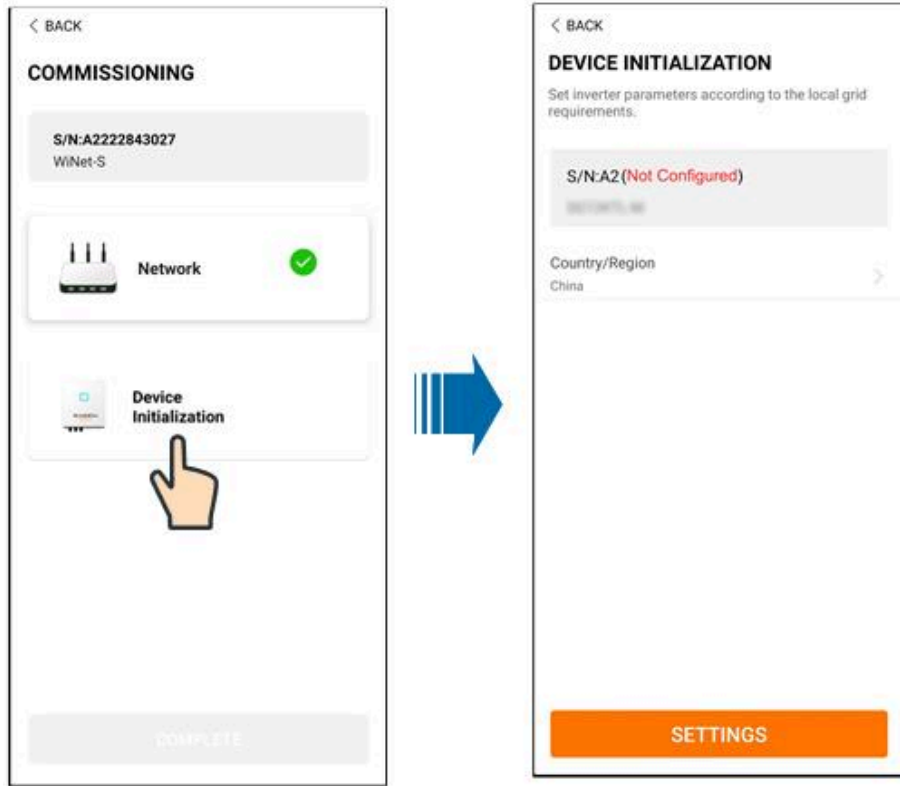 < BACK
COMMISSIONING
S/N:A2222843027
WiNet-S
Network
Device
Initialization
COMPLETE
< BACK
DEVICE INITIALIZATION
Set inverter parameters according to the local grid
requirements.
S/N:A2(Not Configured)
Country/Region
China
SETTINGS